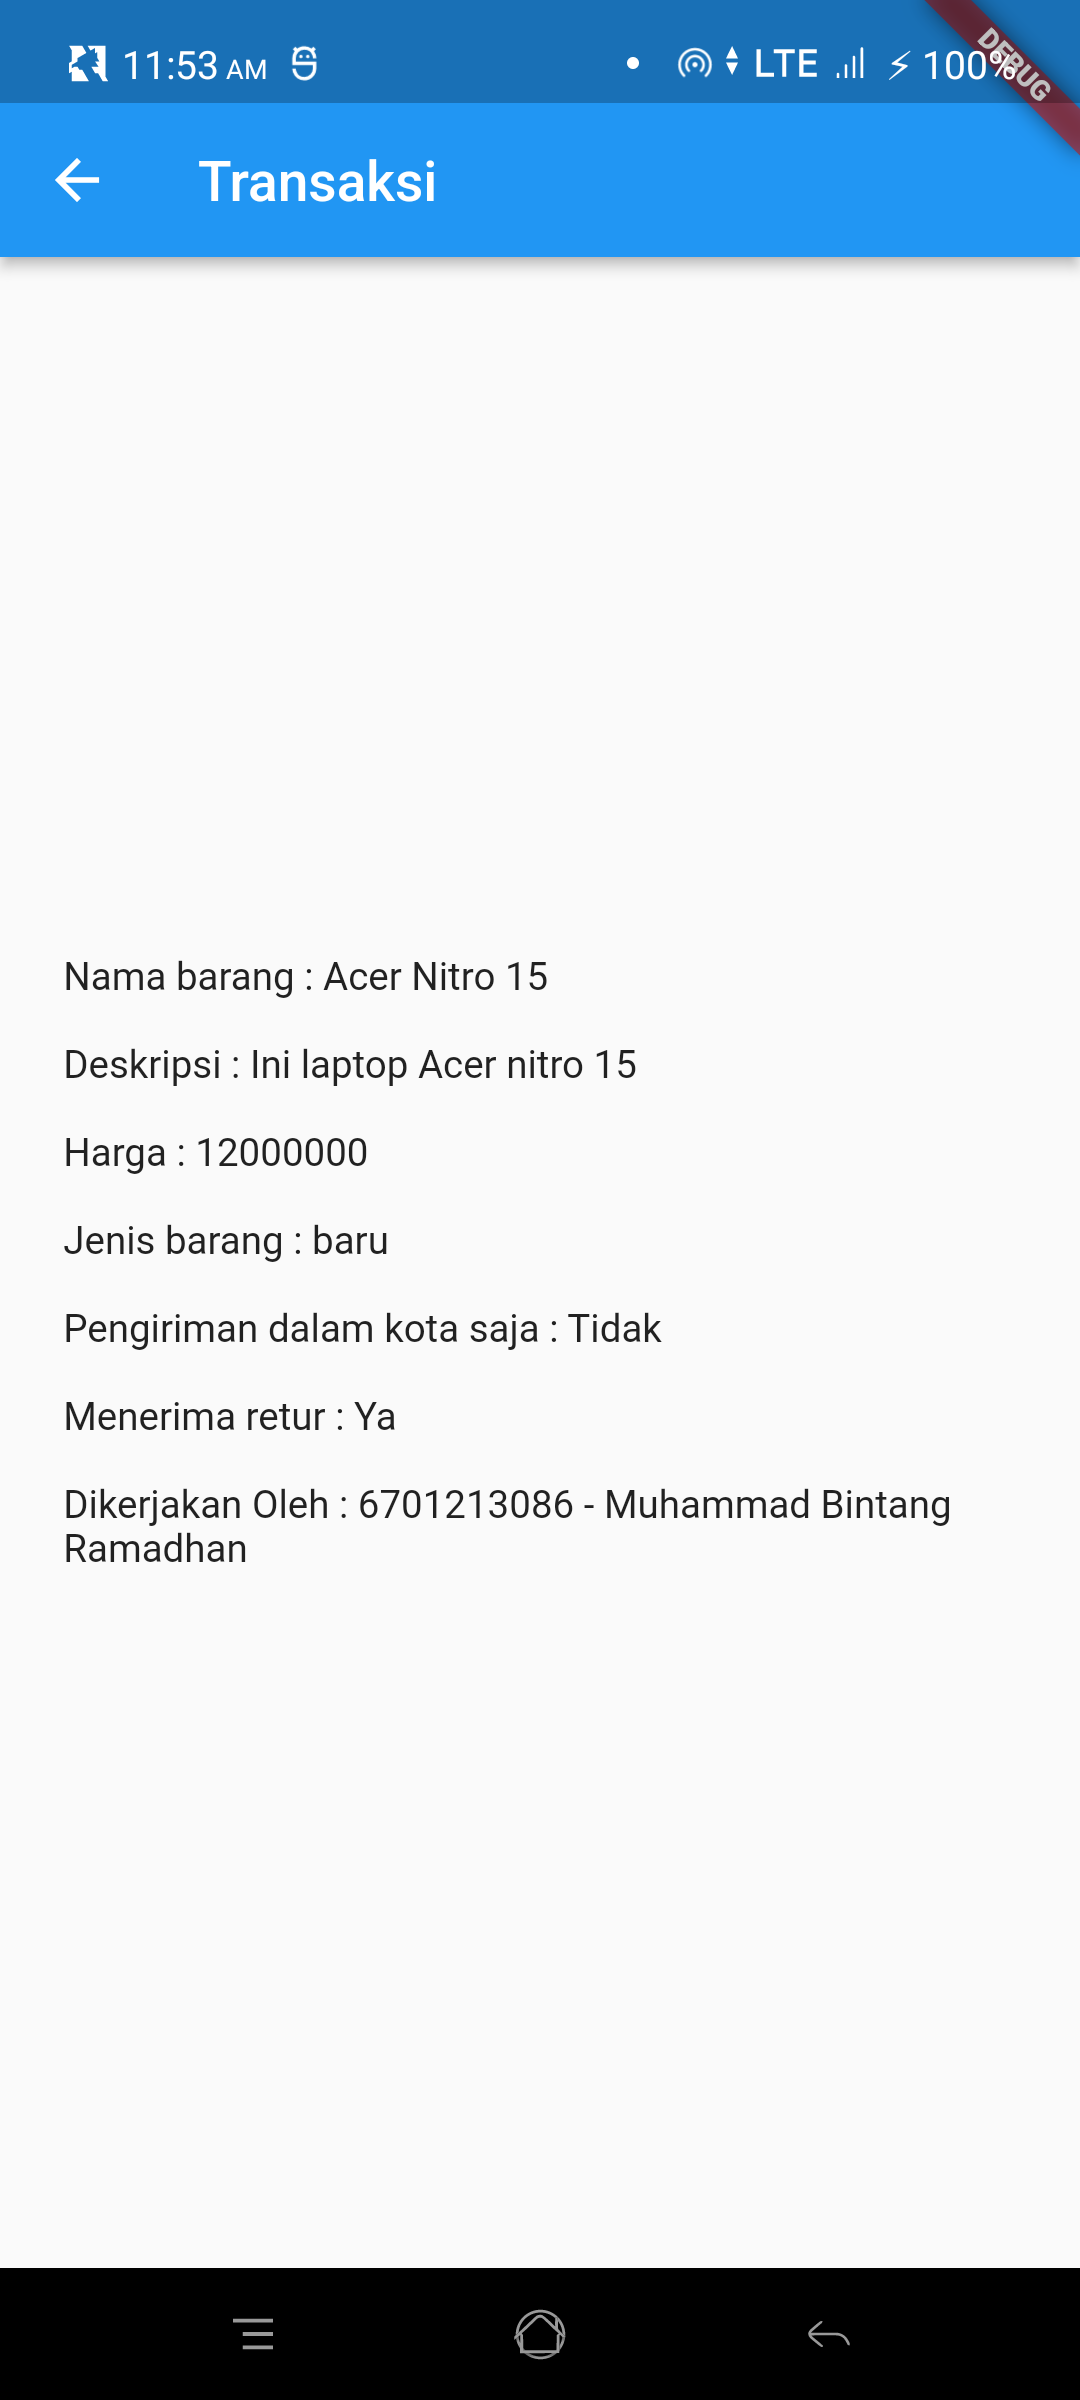 11:53 AM
LTE
100%
DEBUG
Transaksi
Nama barang : Acer Nitro 15
Deskripsi : Ini laptop Acer nitro 15
Harga : 12000000
Jenis barang : baru
Pengiriman dalam kota saja : Tidak
Menerima retur : Ya
Dikerjakan Oleh : 6701213086 - Muhammad Bintang
Ramadhan